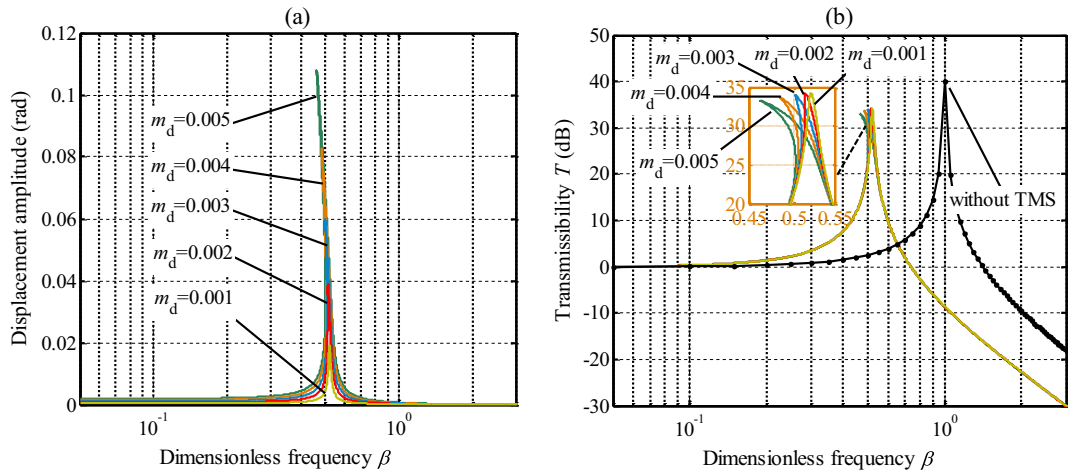 (a)
0.12
0.1
0.08
0.06
0.04
0.02
0
Displacement amplitude (rad)
m_d=0.005
m_d=0.004
m_d=0.003
m_d=0.002
m_d=0.001
10^-1
10^0
Dimensionless frequency β
(b)
50
40
30
20
10
0
-10
-20
-30
Transmissibility T (dB)
m_d=0.003
m_d=0.002
m_d=0.001
m_d=0.004
m_d=0.005
35
30
25
20
0.45
0.5
0.55
without TMS
10^-1
10^0
Dimensionless frequency β